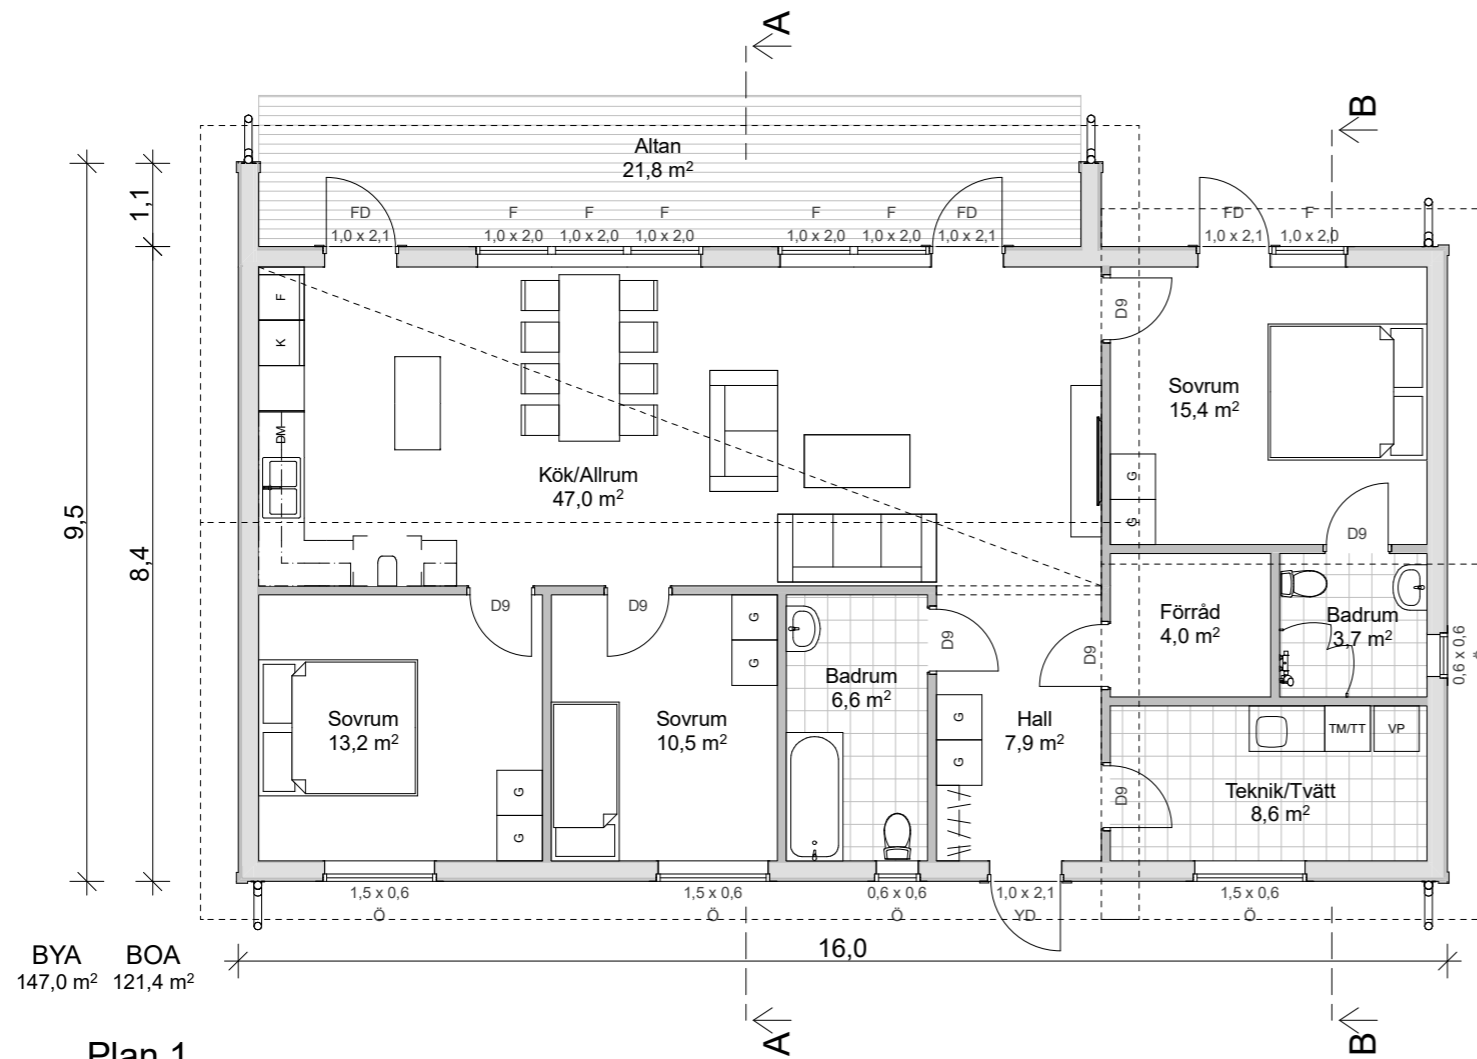 A
B
Altan
21,8 m²
1,1
FD
1,0 x 2,1
F
1,0 x 2,0
F
1,0 x 2,0
F
1,0 x 2,0
F
1,0 x 2,0
F
1,0 x 2,0
FD
1,0 x 2,1
FD
1,0 x 2,1
F
1,0 x 2,0
F
K
DM
D9
Sovrum
15,4 m²
G
G
Kök/Allrum
47,0 m²
9,5
8,4
D9
D9
D9
D9
D9
G
G
Förråd
4,0 m²
Badrum
3,7 m²
0,6 x 0,6
Ö
Sovrum
13,2 m²
G
G
Sovrum
10,5 m²
Badrum
6,6 m²
G
G
Hall
7,9 m²
TM/TT
VP
D9
Teknik/Tvätt
8,6 m²
1,5 x 0,6
Ö
1,5 x 0,6
Ö
0,6 x 0,6
Ö
1,0 x 2,1
YD
1,5 x 0,6
Ö
16,0
BYA
147,0 m²
BOA
121,4 m²
A
B
Plan 1